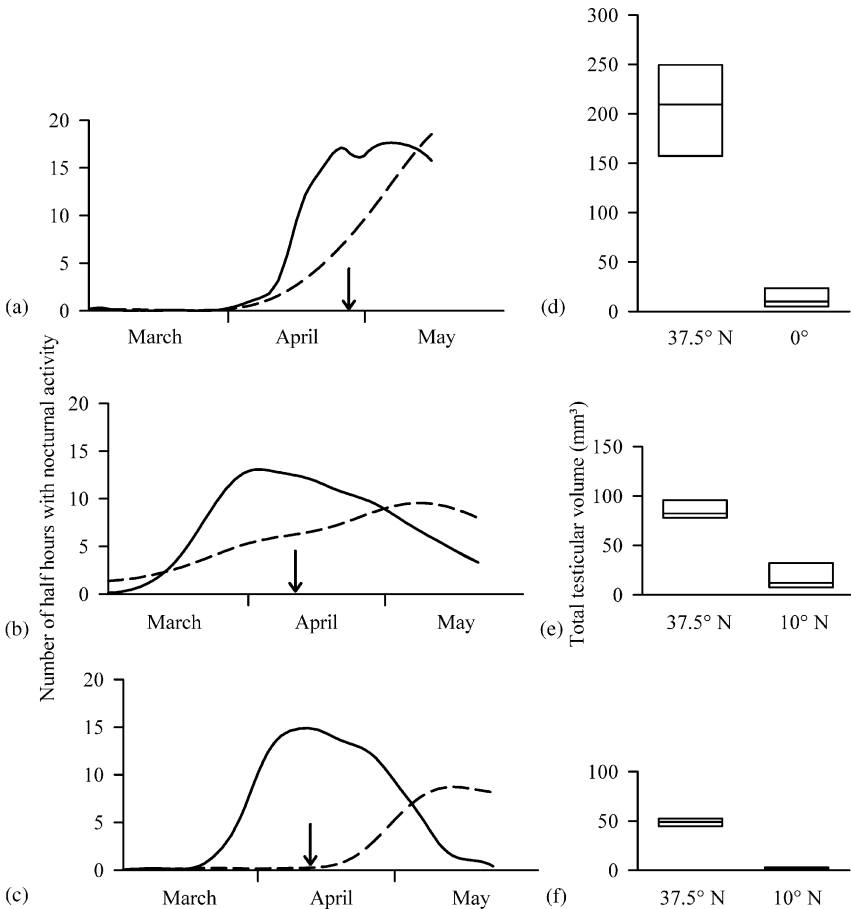 20
15
10
5
0
(a)
March
April
May
300
250
200
150
100
50
0
(d)
37.5° N
0°
Number of half hours with nocturnal activity
20
15
10
5
0
(b)
March
April
May
Total testicular volume (mm³)
150
100
50
0
(e)
37.5° N
10° N
20
15
10
5
0
(c)
March
April
May
100
50
0
(f)
37.5° N
10° N